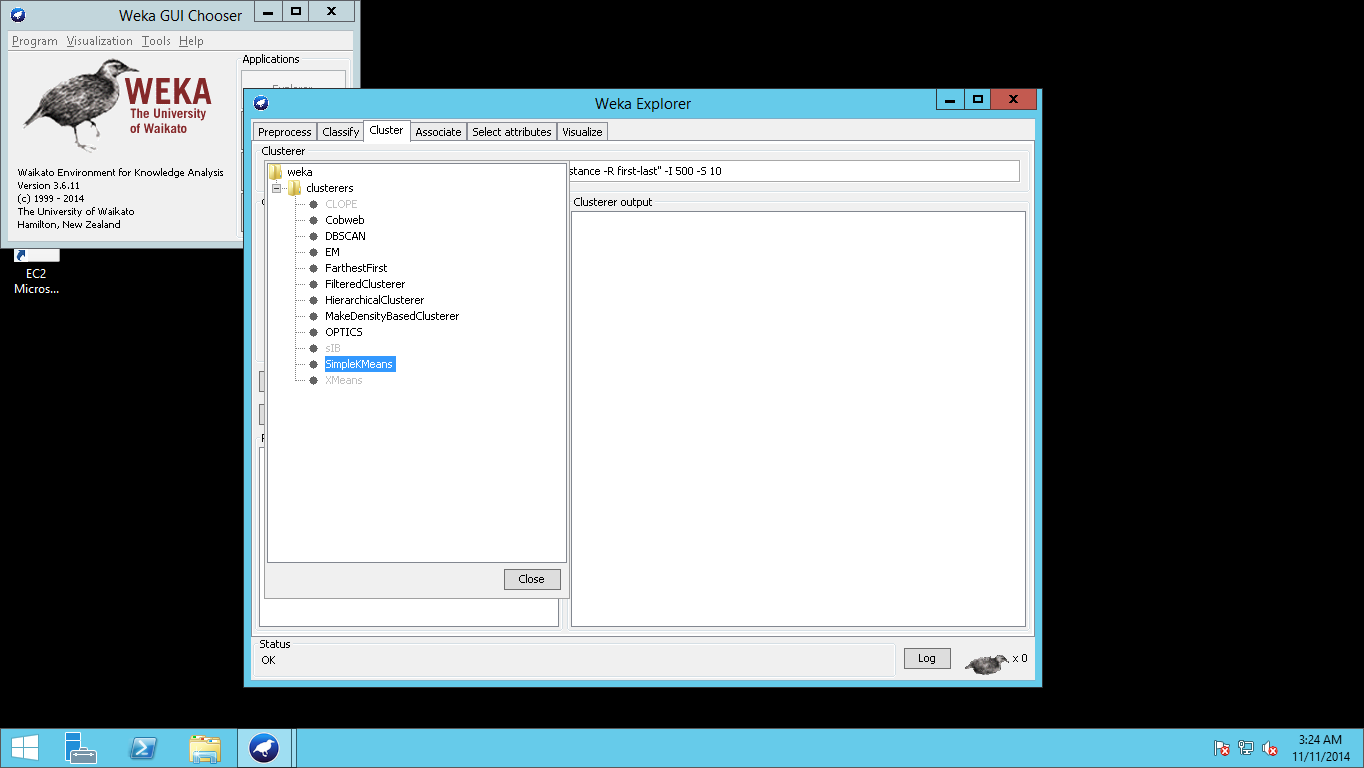 Weka GUI Chooser
Program Visualization Tools Help
Applications
Explorer
WEKA
The University
of Waikato
Waikato Environment for Knowledge Analysis
Version 3.6.11
(c) 1999 - 2014
The University of Waikato
Hamilton, New Zealand
EC2
Micros...
Weka Explorer
Preprocess Classify Cluster Associate Select attributes Visualize
Clusterer
stance -R first-last" -I 500 -S 10
weka
clusterers
CLOPE
Cobweb
DBSCAN
EM
FarthestFirst
FilteredClusterer
HierarchicalClusterer
MakeDensityBasedClusterer
OPTICS
sIB
SimpleKMeans
XMeans
Close
Clusterer output
Status
OK
Log
x 0
3:24 AM
11/11/2014